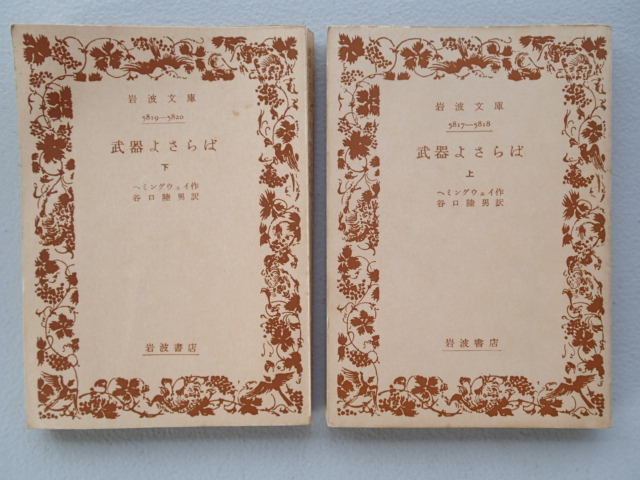 岩波文庫
5819—5820
武器よさらば
下
ヘミングウェイ作
谷口陸男訳
岩波書店
岩波文庫
5817—5818
武器よさらば
上
ヘミングウェイ作
谷口陸男訳
岩波書店